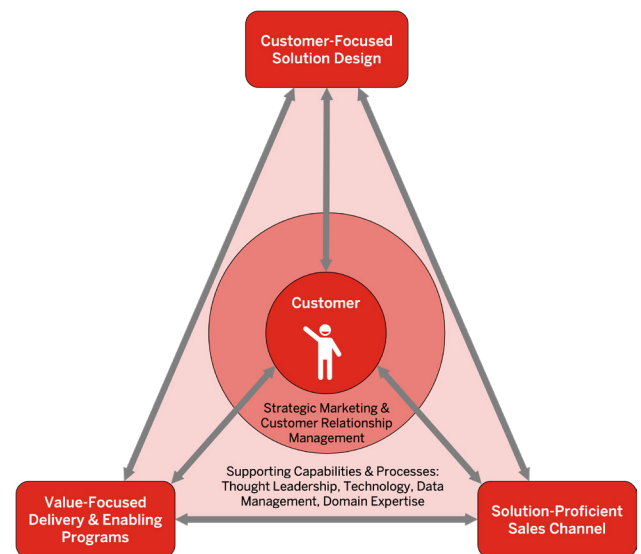 Customer-Focused
Solution Design
Customer
Strategic Marketing &
Customer Relationship
Management
Supporting Capabilities & Processes:
Thought Leadership, Technology, Data
Management, Domain Expertise
Value-Focused
Delivery & Enabling
Programs
Solution-Proficient
Sales Channel